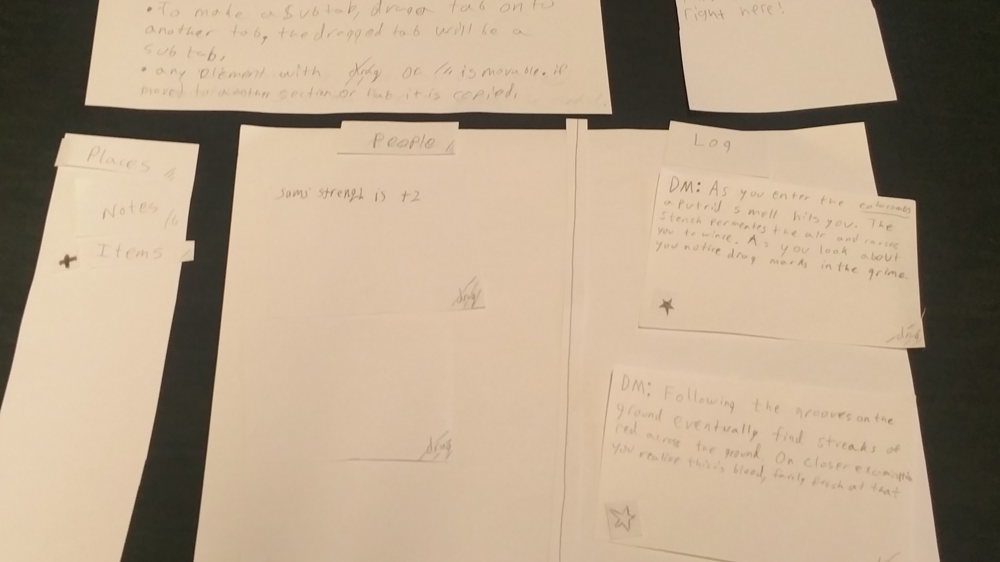 • To make a subtab, drag a tab onto
another tab, the dragged tab will be a
sub tab.
• any element with drag or /// is movable. if
moved to another section or tab it is copied.
right here!
Places
Notes
Items
People
sams strengh is +2
drag
drag
Log
DM: As you enter the catacombs
a putrid smell hits you. The
stench permeates the air and causes
you to wince. As you look about
you notice drag marks in the grime.
drag
DM: Following the grooves on the
ground eventually find streaks of
red across the ground. On closer examination
you realize this is blood, fairly fresh at that